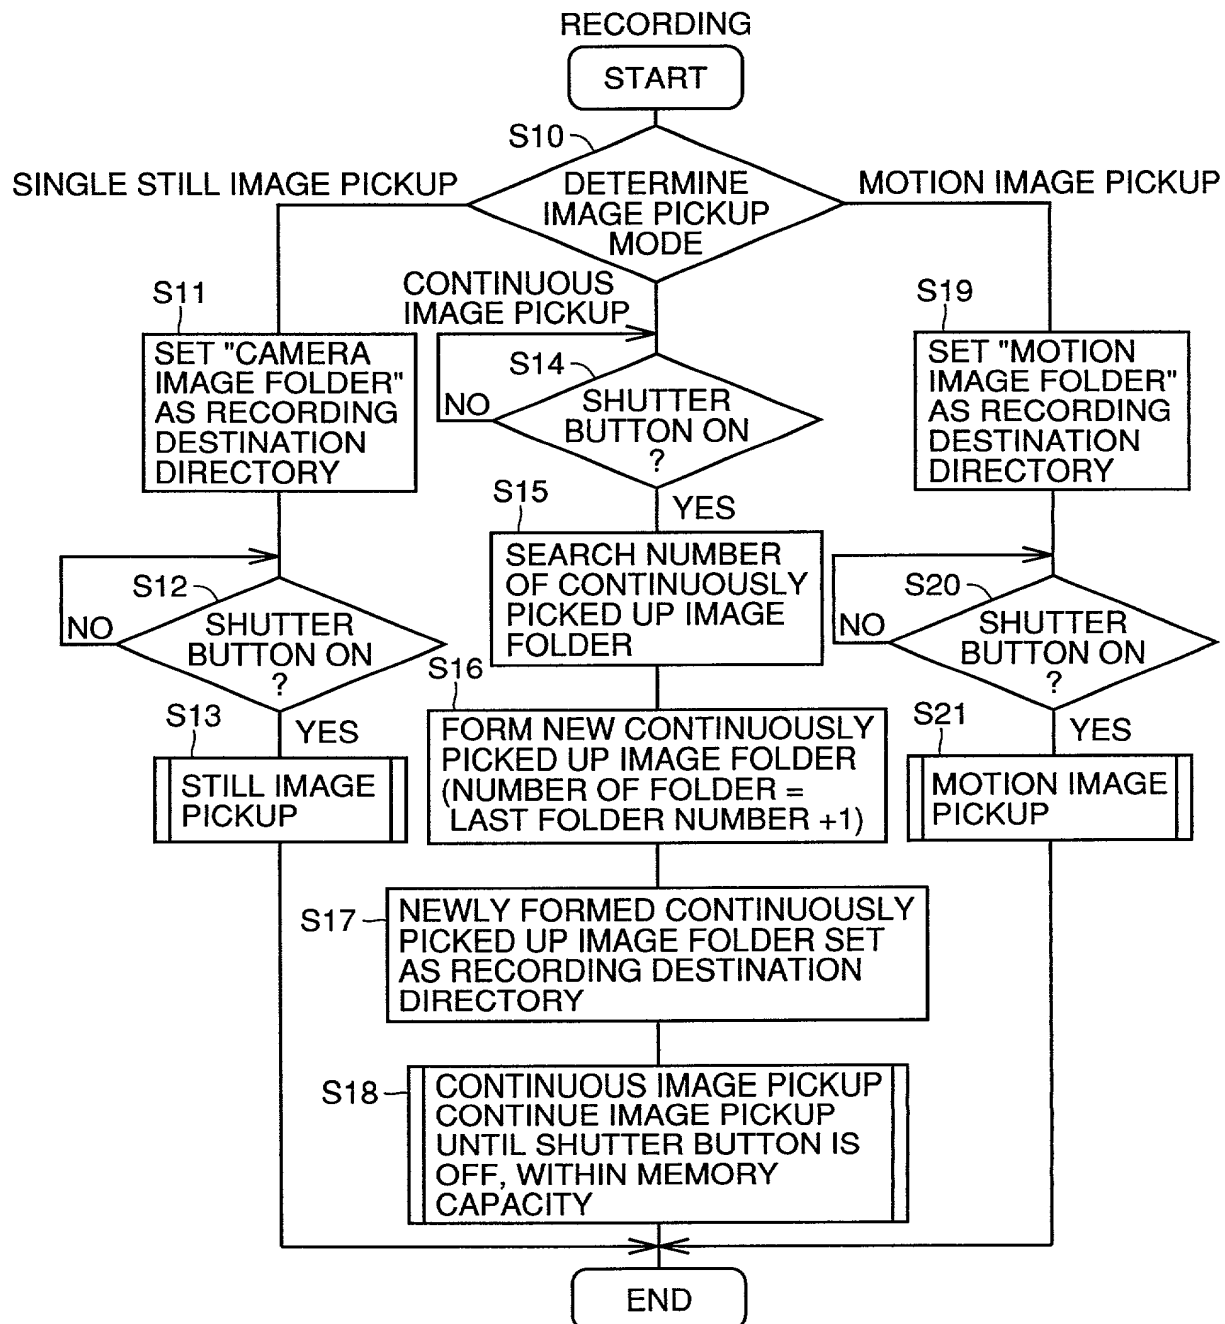 RECORDING
START
S10
DETERMINE
IMAGE PICKUP
MODE
SINGLE STILL IMAGE PICKUP
MOTION IMAGE PICKUP
CONTINUOUS
IMAGE PICKUP
S11
SET "CAMERA
IMAGE FOLDER"
AS RECORDING
DESTINATION
DIRECTORY
S12
SHUTTER
BUTTON ON
?
NO
YES
S13
STILL IMAGE
PICKUP
S14
SHUTTER
BUTTON ON
?
NO
YES
S15
SEARCH NUMBER
OF CONTINUOUSLY
PICKED UP IMAGE
FOLDER
S16
FORM NEW CONTINUOUSLY
PICKED UP IMAGE FOLDER
(NUMBER OF FOLDER =
LAST FOLDER NUMBER +1)
S17
NEWLY FORMED CONTINUOUSLY
PICKED UP IMAGE FOLDER SET
AS RECORDING DESTINATION
DIRECTORY
S18
CONTINUOUS IMAGE PICKUP
CONTINUE IMAGE PICKUP
UNTIL SHUTTER BUTTON IS
OFF, WITHIN MEMORY
CAPACITY
S19
SET "MOTION
IMAGE FOLDER"
AS RECORDING
DESTINATION
DIRECTORY
S20
SHUTTER
BUTTON ON
?
NO
YES
S21
MOTION IMAGE
PICKUP
END